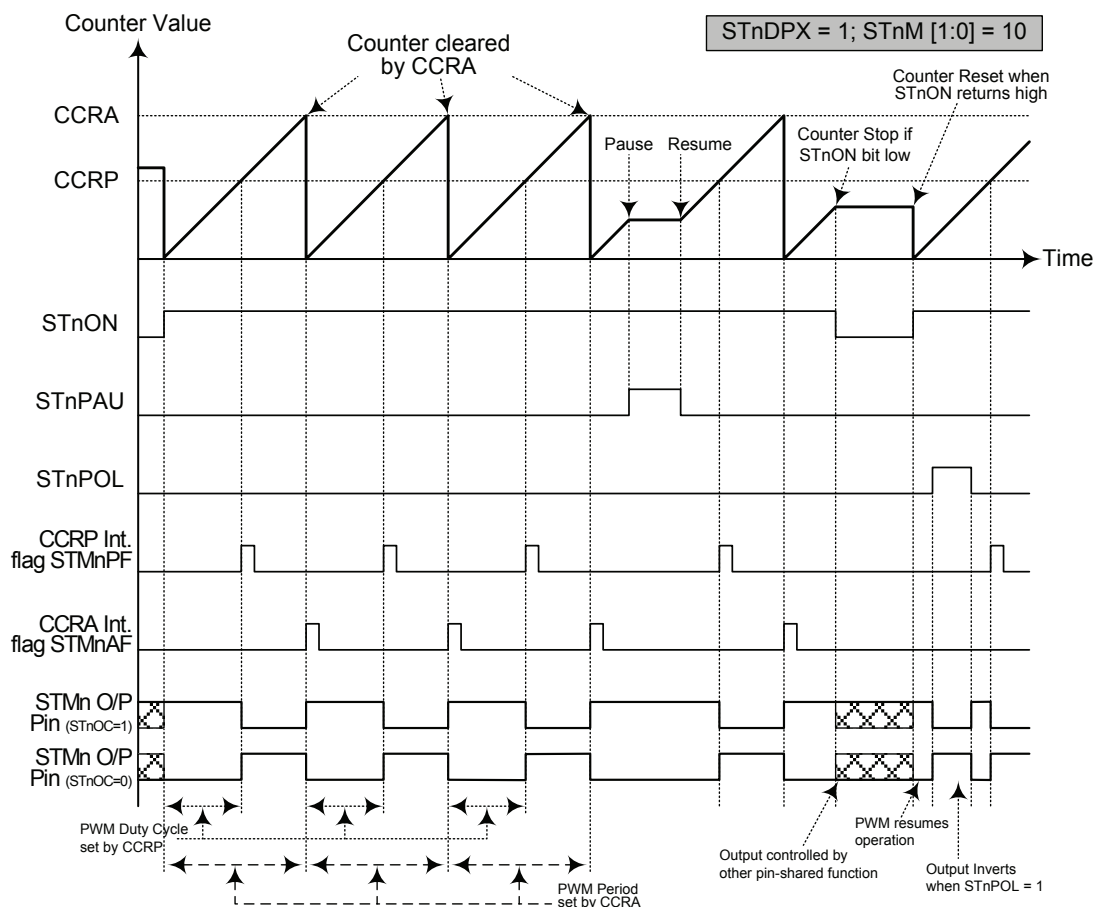 Counter Value
STnDPX = 1; STnM [1:0] = 10
Counter cleared
by CCRA
Counter Reset when
STnON returns high
CCRA
Pause
Resume
Counter Stop if
STnON bit low
CCRP
Time
STnON
STnPAU
STnPOL
CCRP Int.
flag STMnPF
CCRA Int.
flag STMnAF
STMn O/P
Pin (STnOC=1)
STMn O/P
Pin (STnOC=0)
PWM Duty Cycle
set by CCRP
PWM resumes
operation
Output controlled by
other pin-shared function
Output Inverts
when STnPOL = 1
PWM Period
set by CCRA